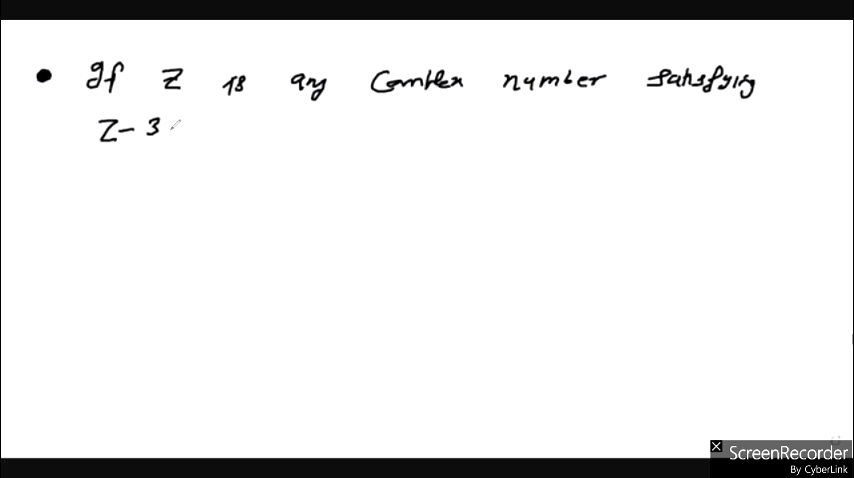 • If Z is any Complex number satisfying
Z - 3
ScreenRecorder
By CyberLink